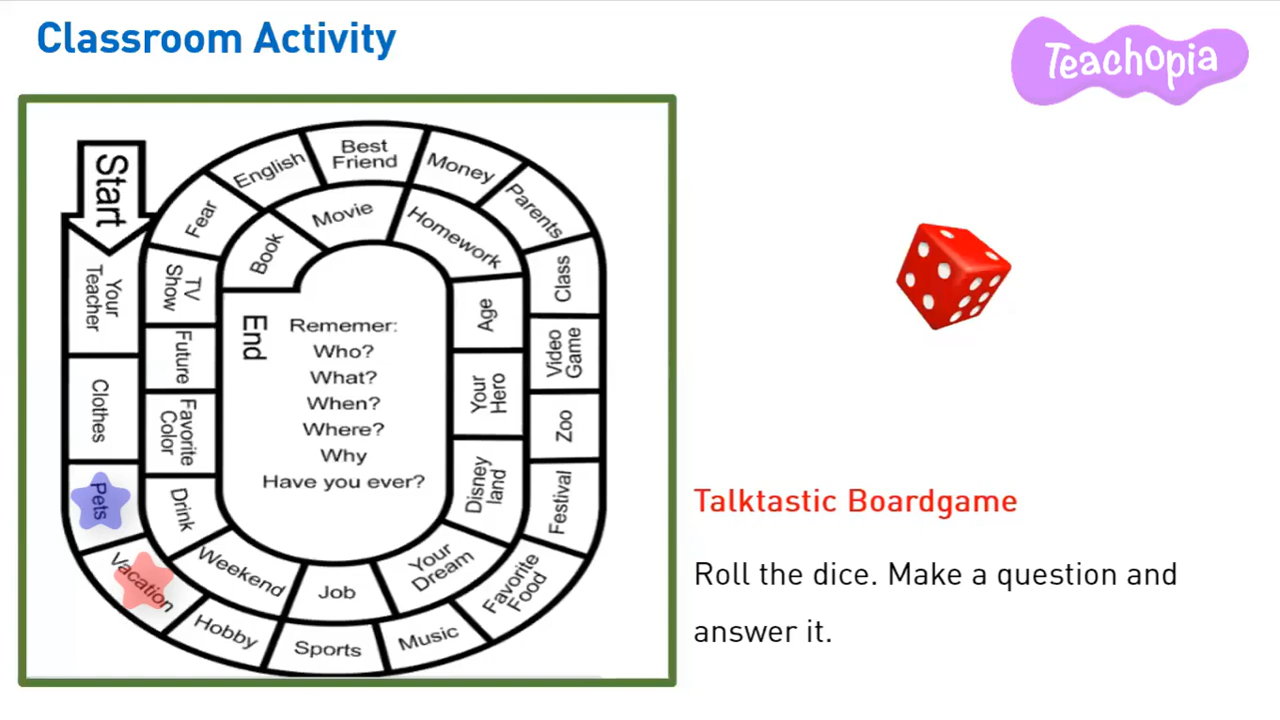 Classroom Activity
Teachopia
Start
Your
Teacher
Clothes
Pets
Vacation
Hobby
Sports
Music
Favorite
Food
Festival
Zoo
Video
Game
Class
Parents
Money
Best
Friend
English
Fear
TV
Show
Future
Favorite
Color
Drink
Weekend
Job
Your
Dream
Disney
land
Your
Hero
Age
Homework
Movie
Book
End
Rememer:
Who?
What?
When?
Where?
Why
Have you ever?
Talktastic Boardgame
Roll the dice. Make a question and
answer it.